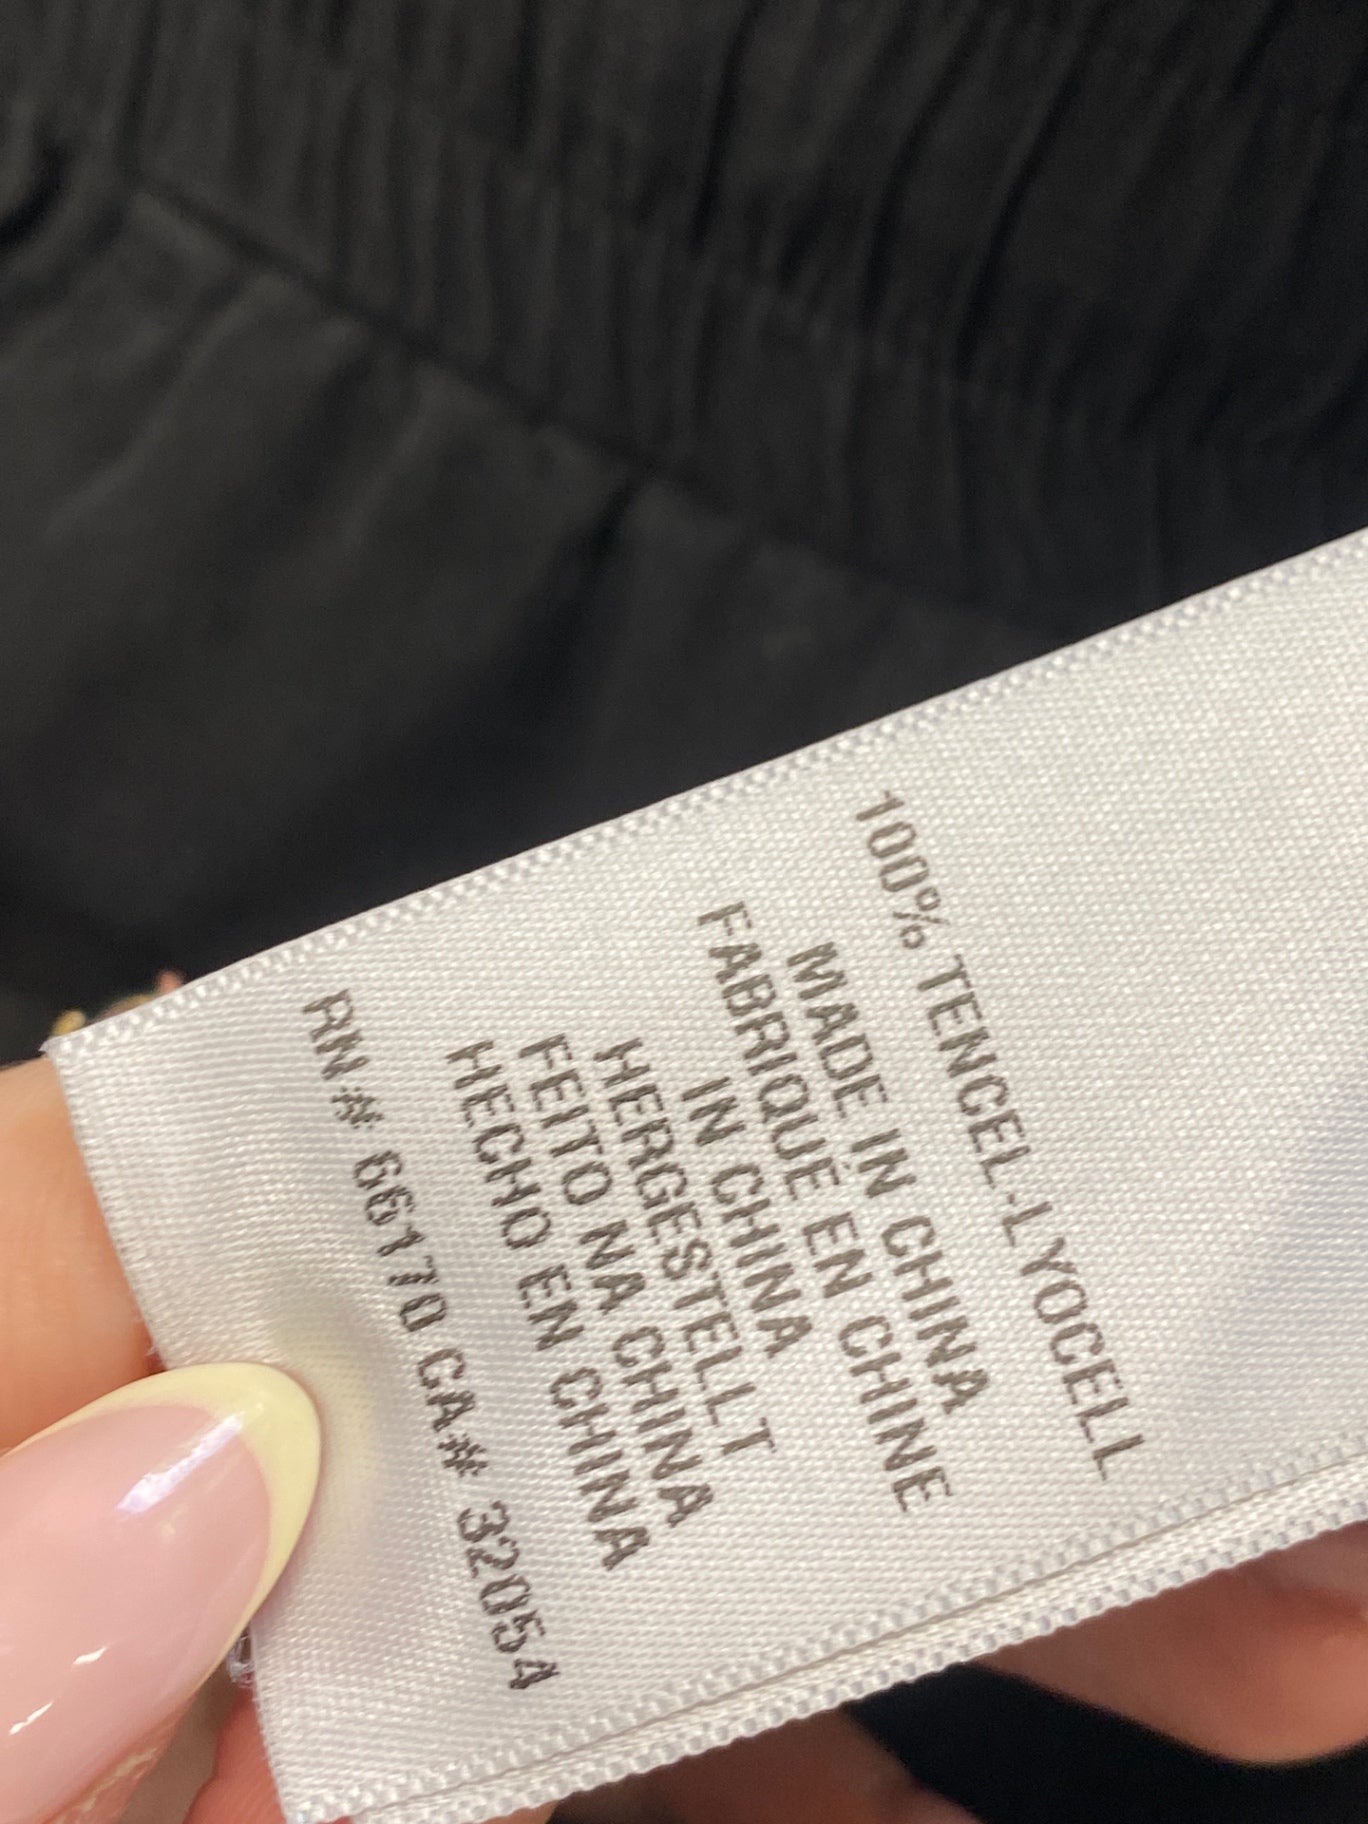 100% TENCEL-LYOCELL
MADE IN CHINA
FABRIQUÉ EN CHINE
IN CHINA
HERGESTELLT
FEITO NA CHINA
HECHO EN CHINA
RN# 66170 CA# 32054